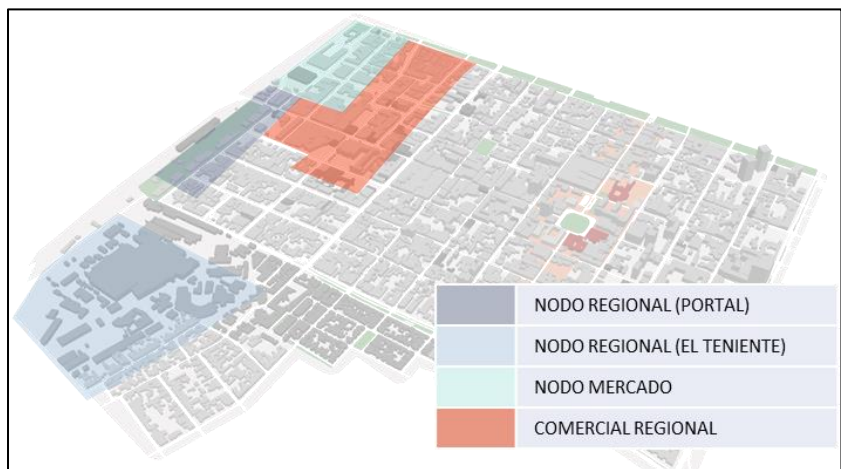 NODO REGIONAL (PORTAL)
NODO REGIONAL (EL TENIENTE)
NODO MERCADO
COMERCIAL REGIONAL